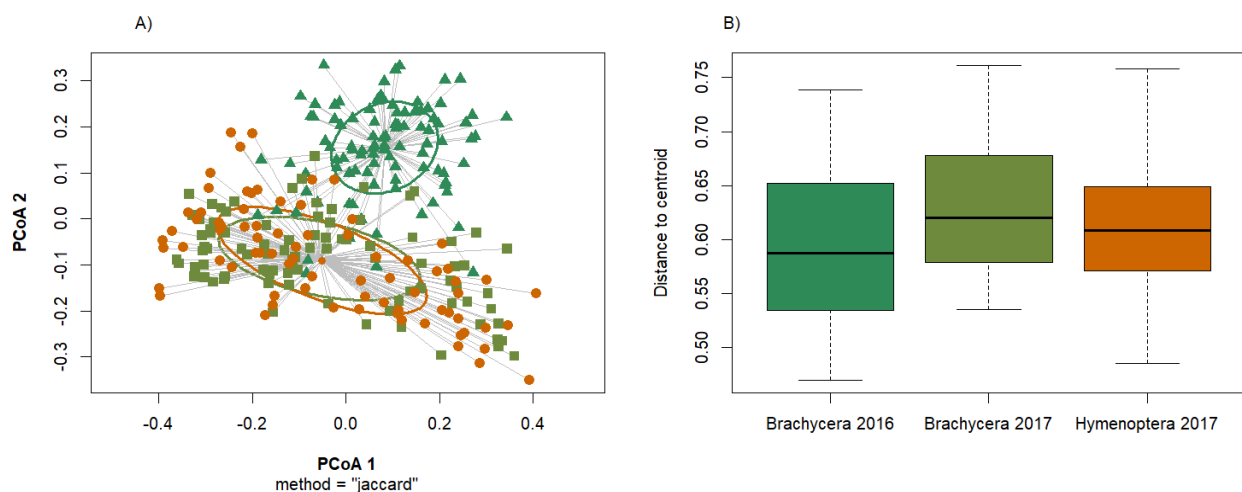 A)
PCoA 2
0.3
0.2
0.1
0.0
-0.1
-0.2
-0.3
-0.4
-0.2
0.0
0.2
0.4
PCoA 1
method = "jaccard"
B)
Distane to centroid
0.75
0.70
0.65
0.60
0.55
0.50
Brachycera 2016
Brachycera 2017
Hymenoptera 2017